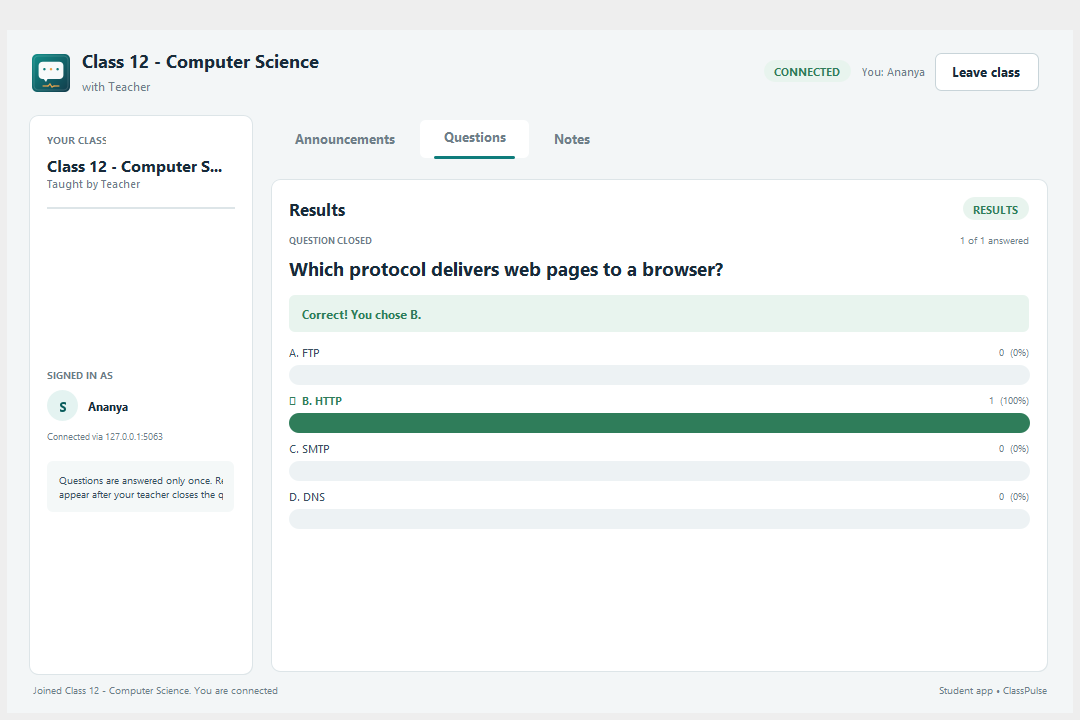 Class 12 - Computer Science
with Teacher
CONNECTED
You: Ananya
Leave class
YOUR CLASS
Class 12 - Computer S...
Taught by Teacher
SIGNED IN AS
S
Ananya
Connected via 127.0.0.1:5063
Questions are answered only once. Re
appear after your teacher closes the q
Announcements
Questions
Notes
Results
RESULTS
QUESTION CLOSED
1 of 1 answered
Which protocol delivers web pages to a browser?
Correct! You chose B.
A. FTP
0 (0%)
B. HTTP
1 (100%)
C. SMTP
0 (0%)
D. DNS
0 (0%)
Joined Class 12 - Computer Science. You are connected
Student app • ClassPulse